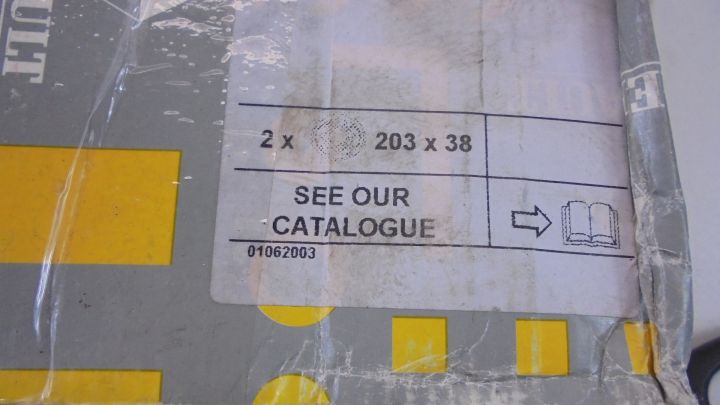 2 x 203 x 38
SEE OUR
CATALOGUE
01062003